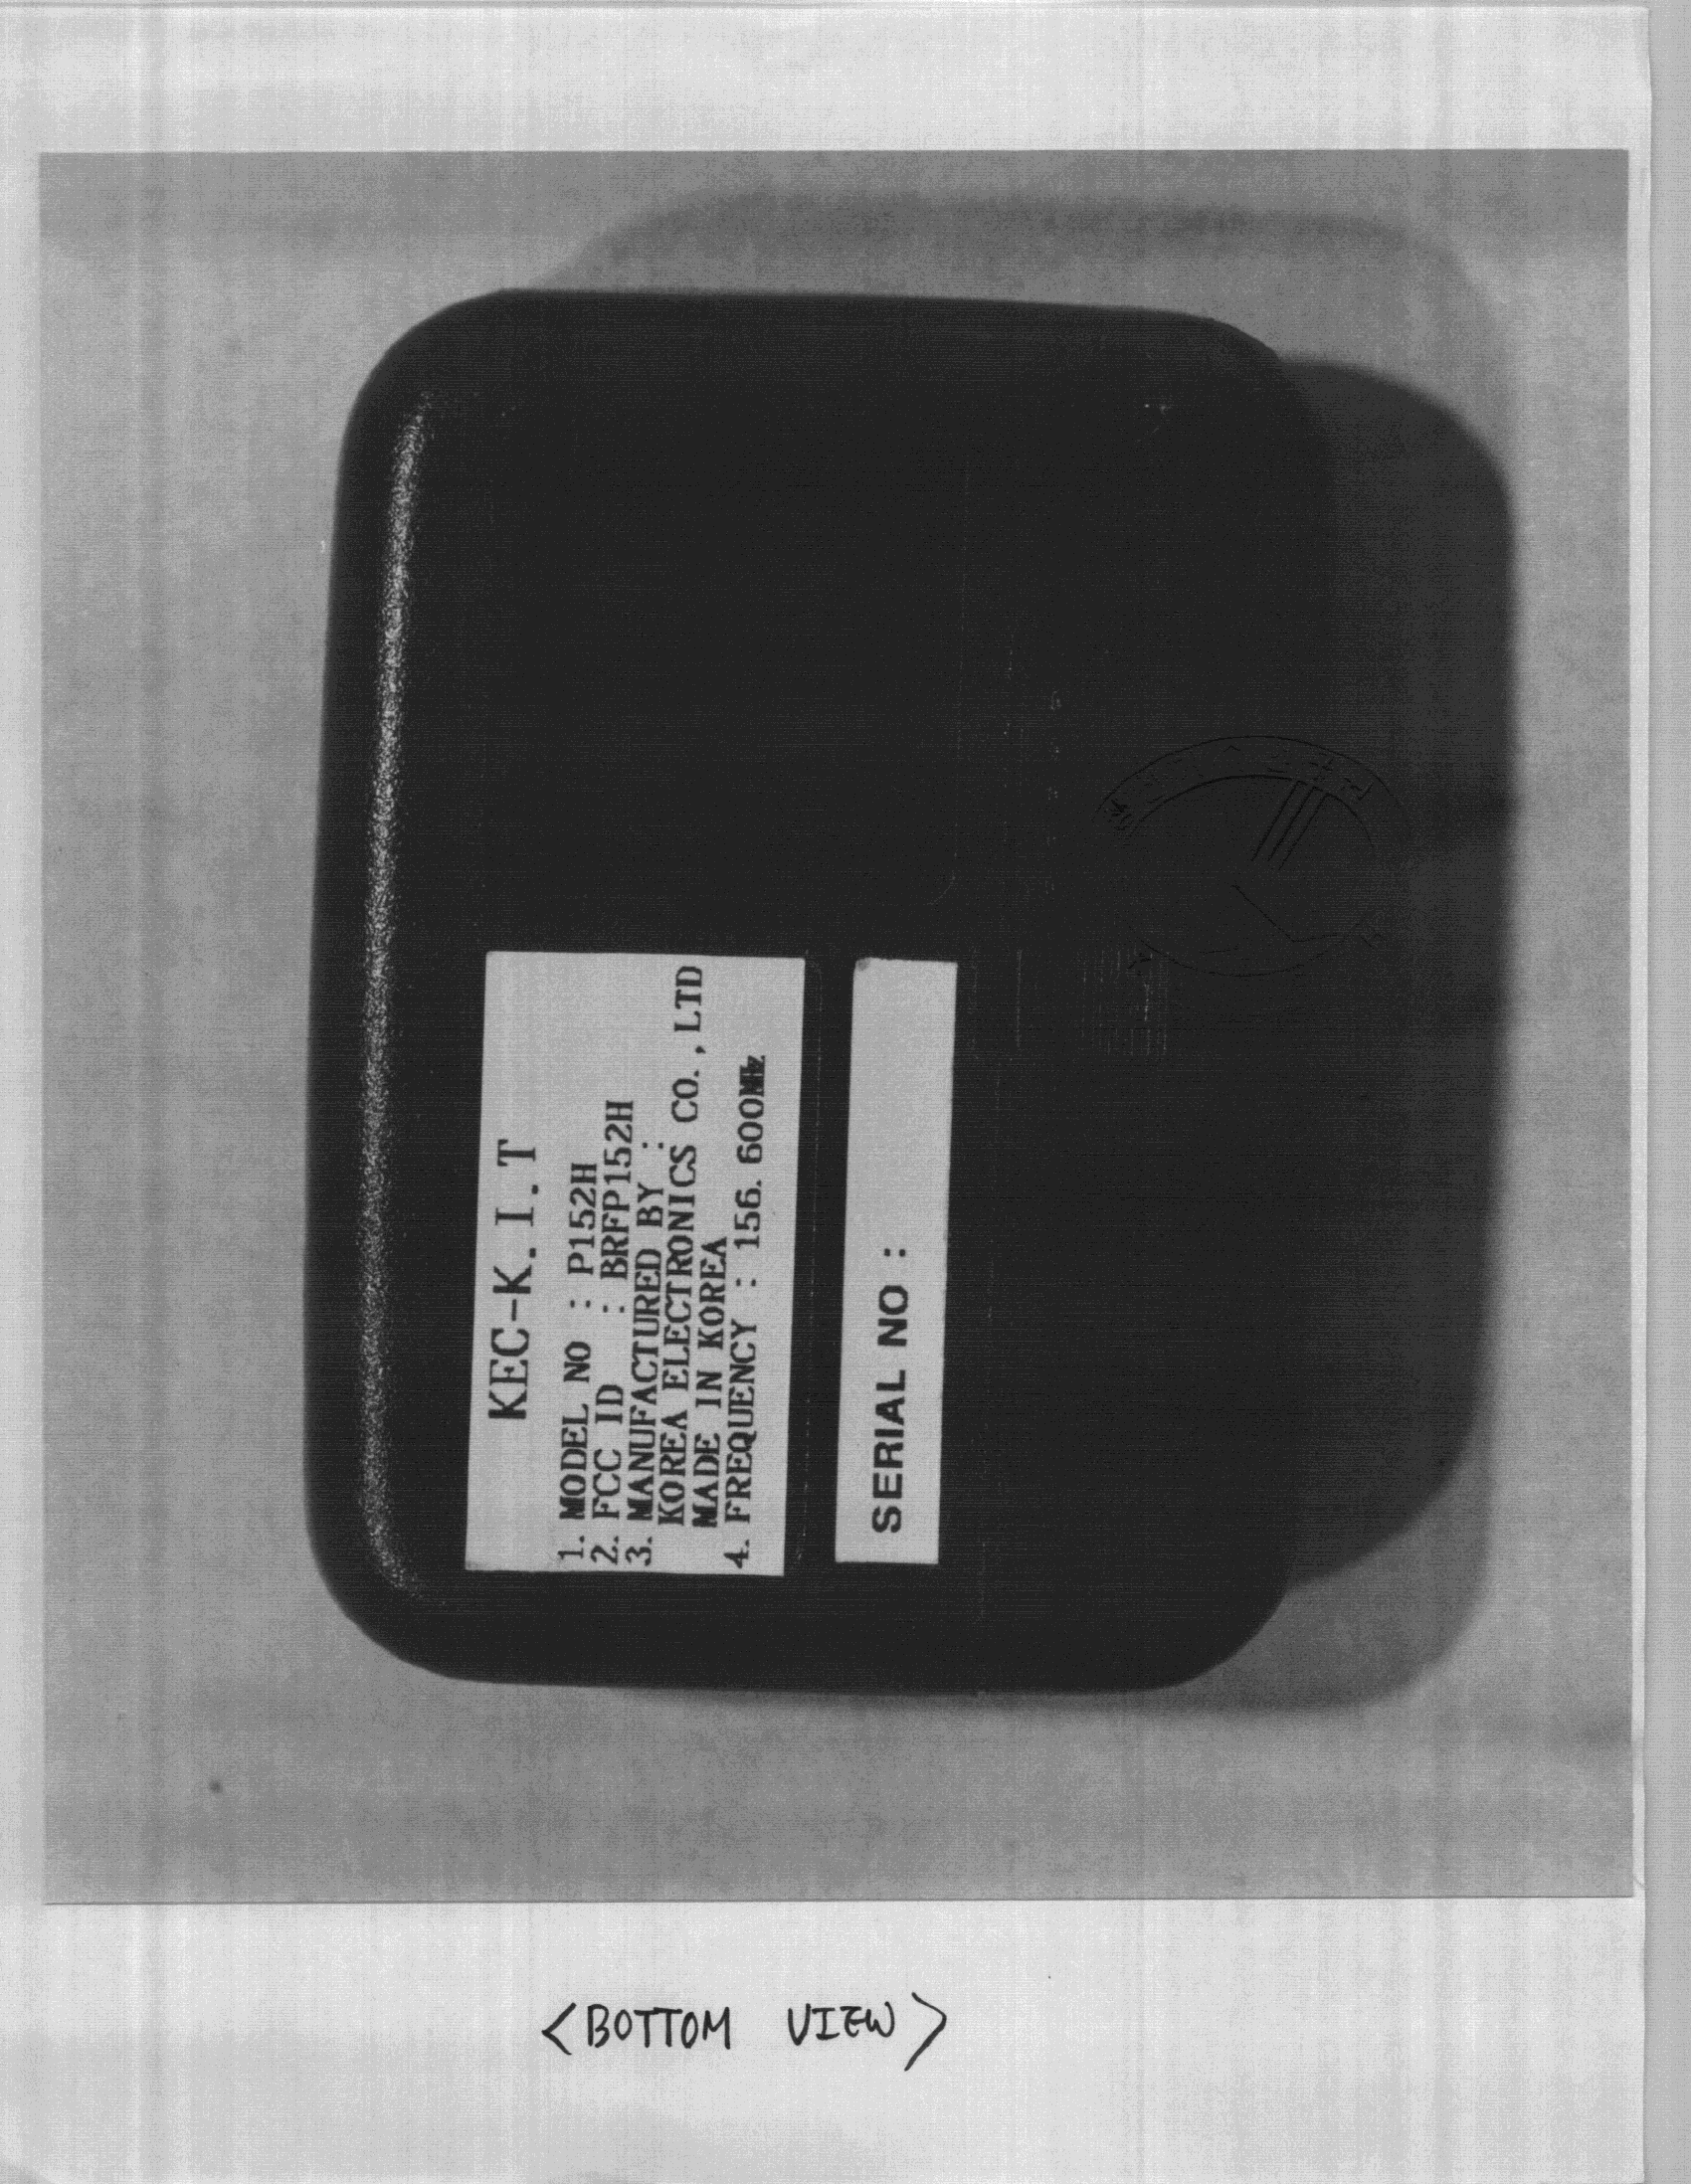 KEC-K.I.T
1. MODEL NO : P152H
2. FCC ID : BRFP152H
3. MANUFACTURED BY :
KOREA ELECTRONICS CO., LTD
MADE IN KOREA
4. FREQUENCY : 156.600MHz
SERIAL NO :
<BOTTOM VIEW>